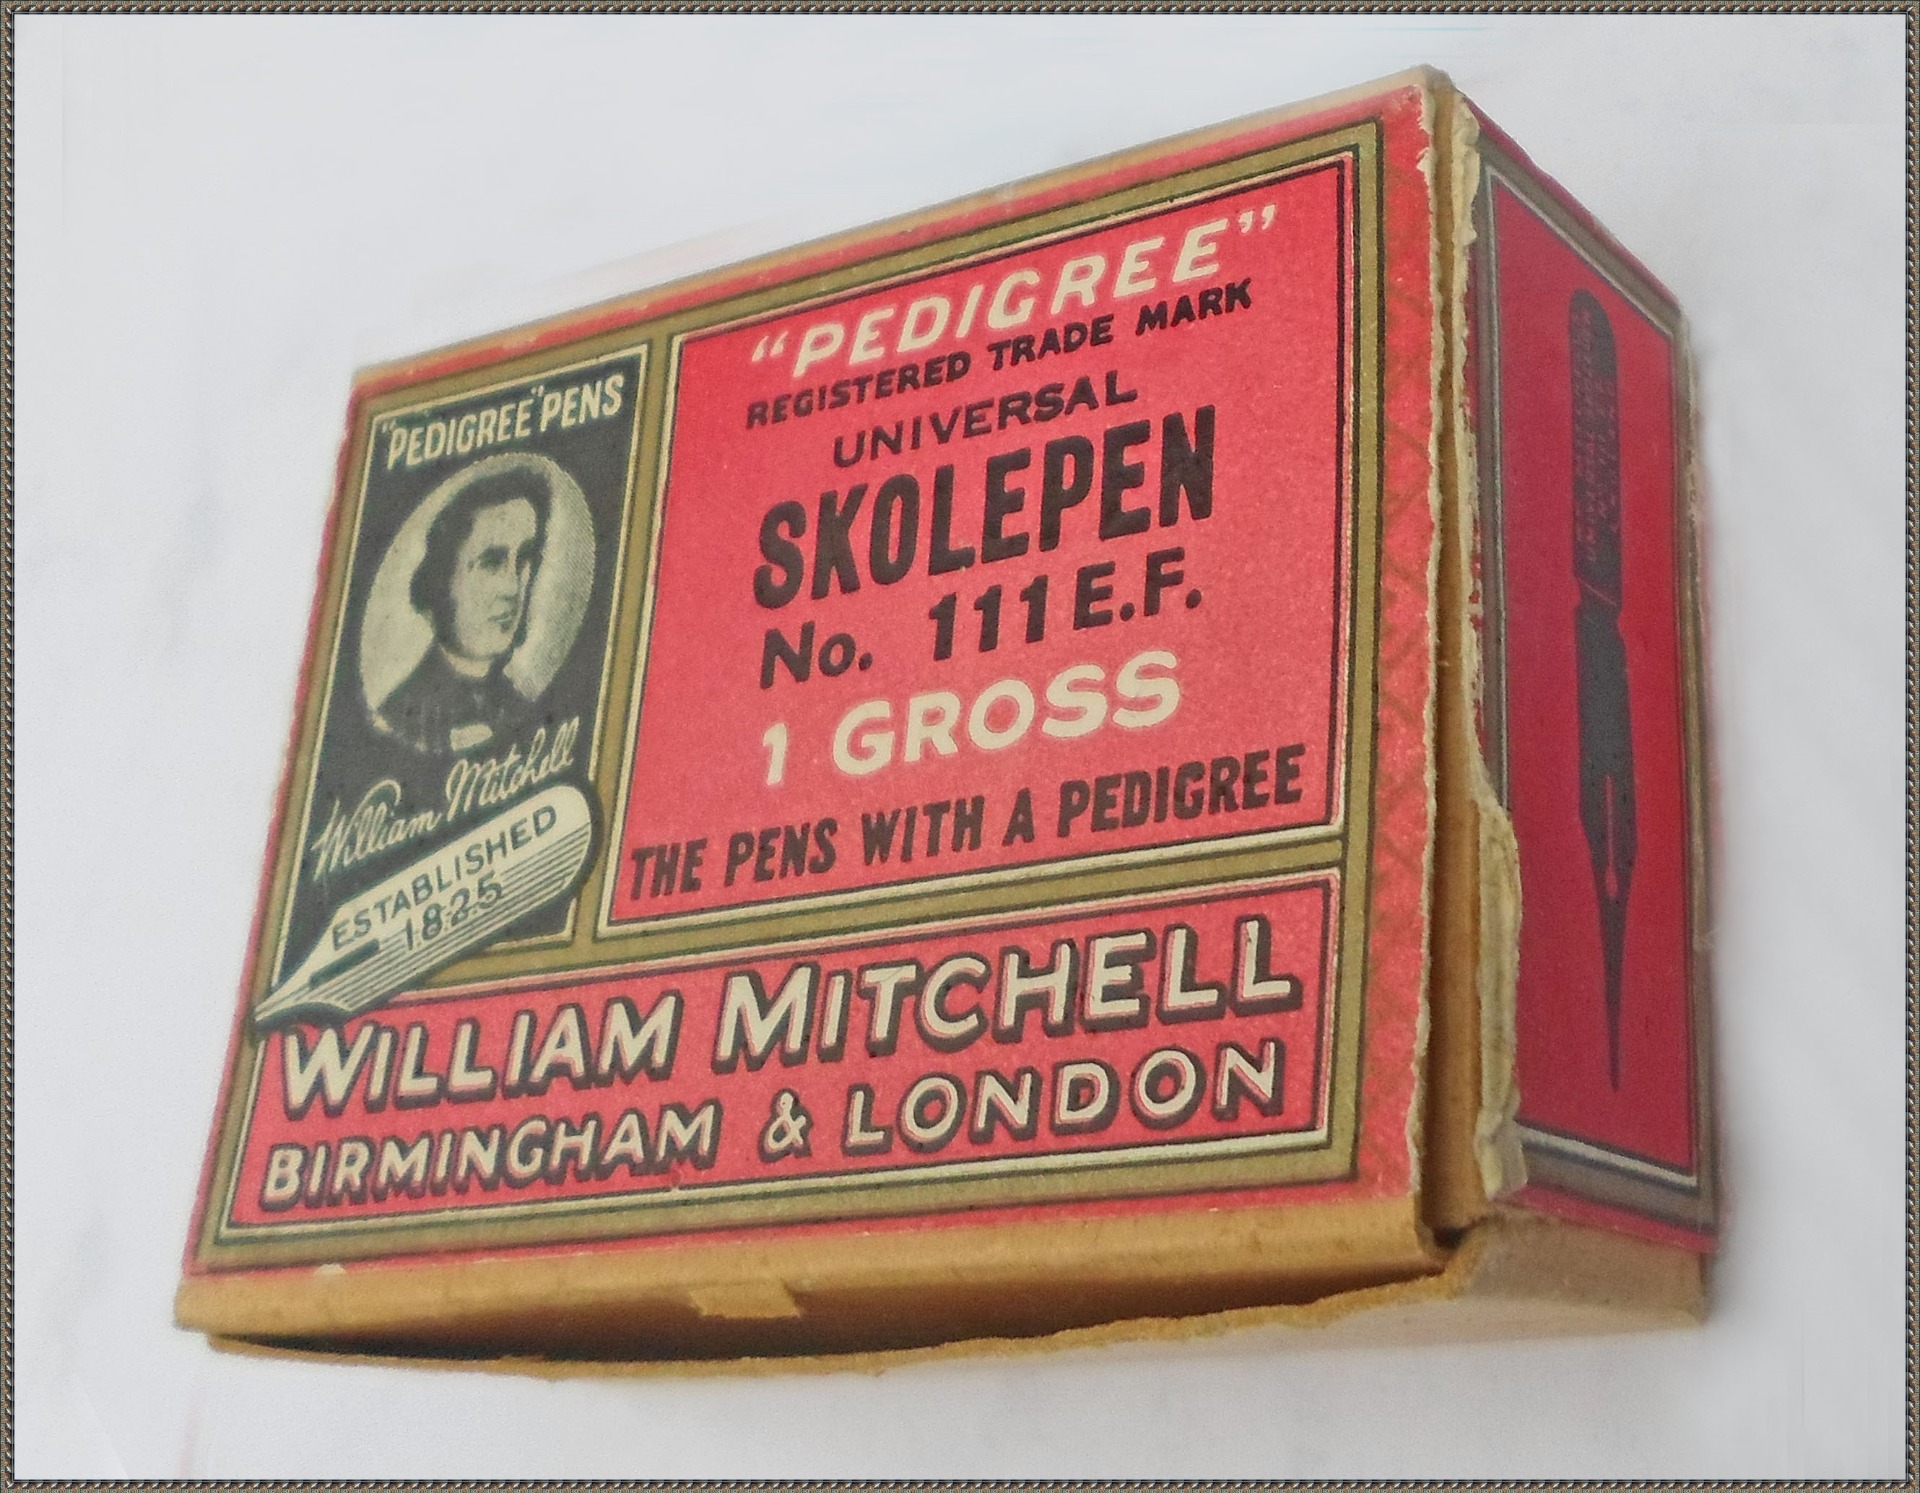 "PEDIGREE" PENS
William Mitchell
ESTABLISHED
1825
"PEDIGREE"
REGISTERED TRADE MARK
UNIVERSAL
SKOLEPEN
No. 111 E.F.
1 GROSS
THE PENS WITH A PEDIGREE
WILLIAM MITCHELL
BIRMINGHAM & LONDON